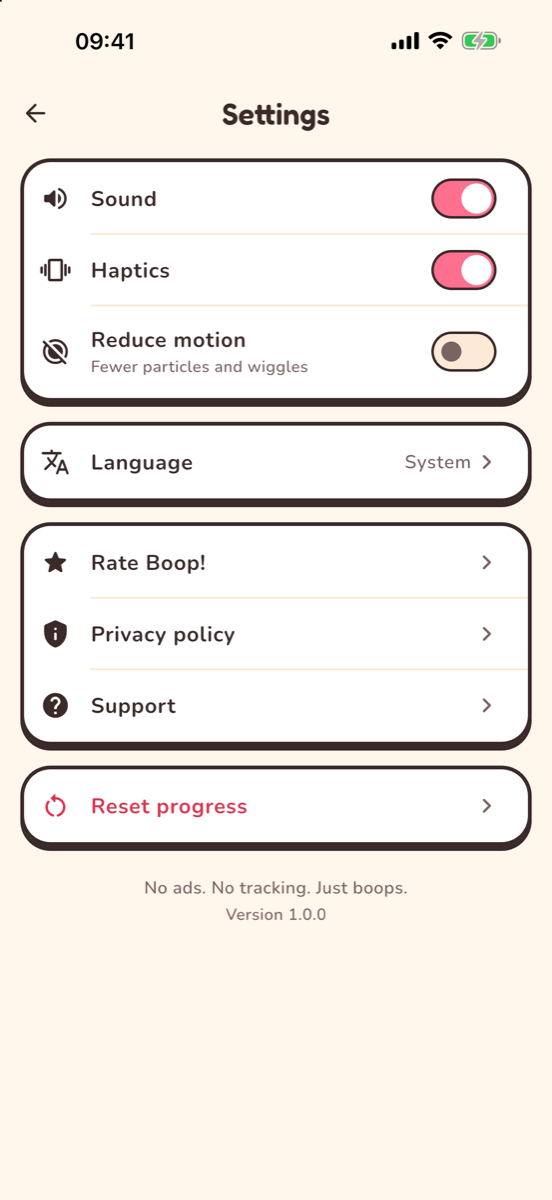 09:41
Settings
Sound
Haptics
Reduce motion
Fewer particles and wiggles
Language System
Rate Boop!
Privacy policy
Support
Reset progress
No ads. No tracking. Just boops.
Version 1.0.0